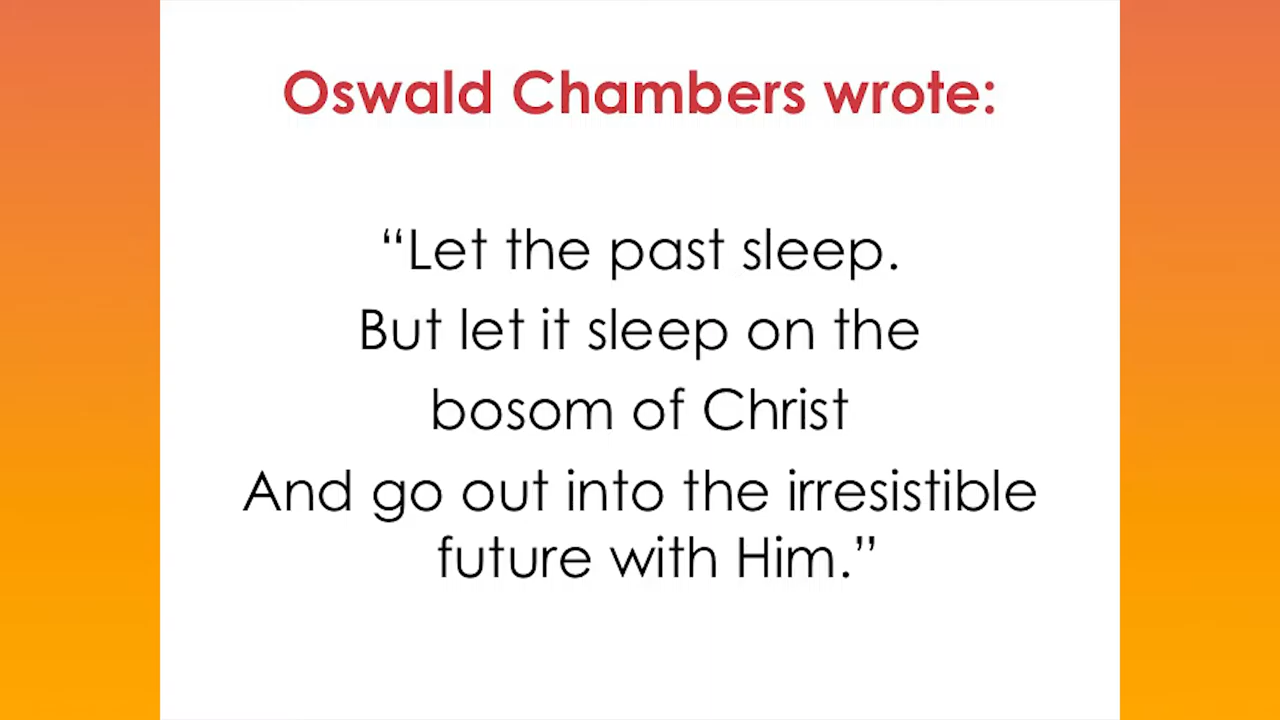 Oswald Chambers wrote:
“Let the past sleep.
But let it sleep on the
bosom of Christ
And go out into the irresistible
future with Him.”